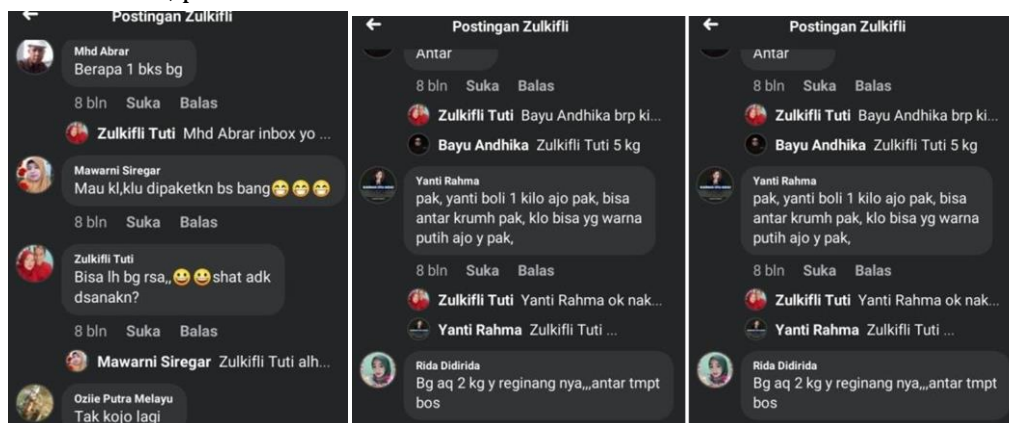 Postingan Zulkifli
Mhd Abrar
Berapa 1 bks bg
8 bln Suka Balas
Zulkifli Tuti Mhd Abrar inbox yo ...
Mawarni Siregar
Mau kl,klu dipaketkn bs bang😁😁😁
8 bln Suka Balas
Zulkifli Tuti
Bisa lh bg rsa,,😀😀shat adk
dsanakn?
8 bln Suka Balas
Mawarni Siregar Zulkifli Tuti alh...
Oziie Putra Melayu
Tak kojo lagi
Postingan Zulkifli
Antar
8 bln Suka Balas
Zulkifli Tuti Bayu Andhika brp ki...
Bayu Andhika Zulkifli Tuti 5 kg
Yanti Rahma
pak, yanti boli 1 kilo ajo pak, bisa
antar krumh pak, klo bisa yg warna
putih ajo y pak,
8 bln Suka Balas
Zulkifli Tuti Yanti Rahma ok nak...
Yanti Rahma Zulkifli Tuti ...
Rida Didirida
Bg aq 2 kg y reginang nya,,,antar tmpt
bos
Postingan Zulkifli
Antar
8 bln Suka Balas
Zulkifli Tuti Bayu Andhika brp ki...
Bayu Andhika Zulkifli Tuti 5 kg
Yanti Rahma
pak, yanti boli 1 kilo ajo pak, bisa
antar krumh pak, klo bisa yg warna
putih ajo y pak,
8 bln Suka Balas
Zulkifli Tuti Yanti Rahma ok nak...
Yanti Rahma Zulkifli Tuti ...
Rida Didirida
Bg aq 2 kg y reginang nya,,,antar tmpt
bos